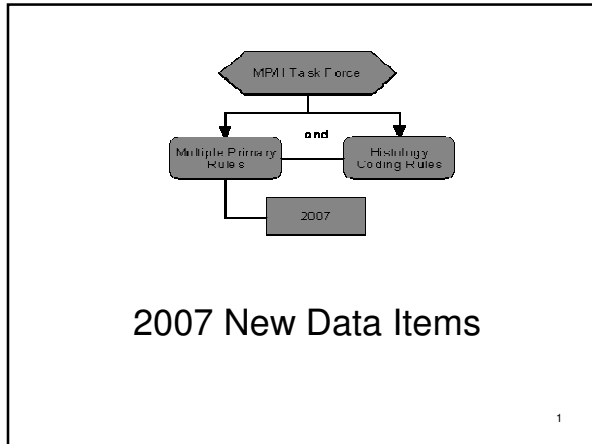 MP/H Task Force
and
Multiple Primary
Rules
Histology
Coding Rules
2007
2007 New Data Items
1